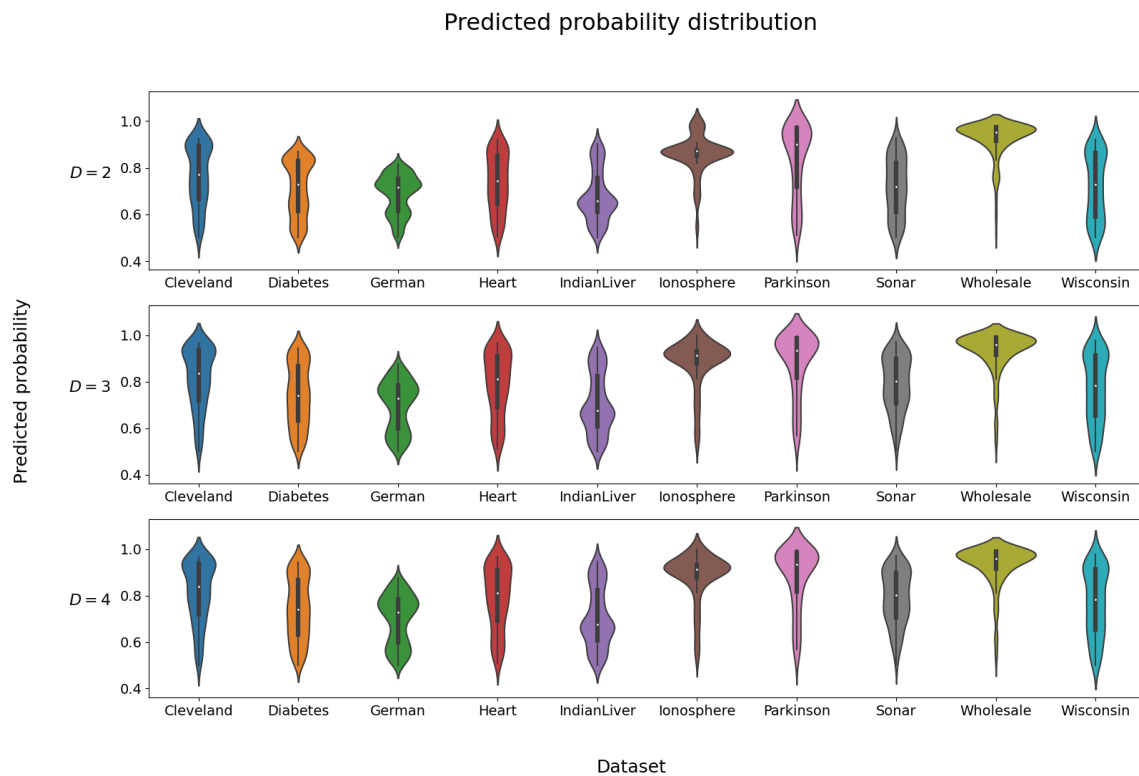 Predicted probability distribution
Predicted probability
D = 2
1.0
0.8
0.6
0.4
Cleveland Diabetes German Heart IndianLiver Ionosphere Parkinson Sonar Wholesale Wisconsin
D = 3
1.0
0.8
0.6
0.4
Cleveland Diabetes German Heart IndianLiver Ionosphere Parkinson Sonar Wholesale Wisconsin
D = 4
1.0
0.8
0.6
0.4
Cleveland Diabetes German Heart IndianLiver Ionosphere Parkinson Sonar Wholesale Wisconsin
Dataset